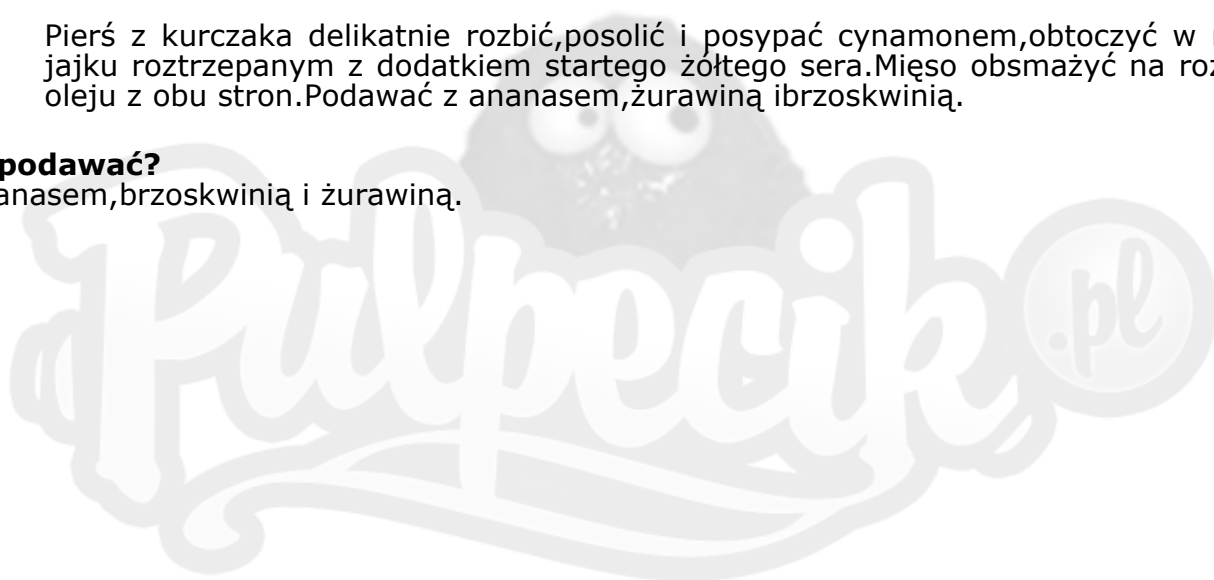 Pierś z kurczaka delikatnie rozbić,posolić i posypać cynamonem,obtoczyć w
jajku roztrzepanym z dodatkiem startego żółtego sera.Mięso obsmażyć na
oleju z obu stron.Podawać z ananasem,żurawiną ibrzoskwinią.
podawać?
anasem,brzoskwinią i żurawiną.
Pulpecik.pl